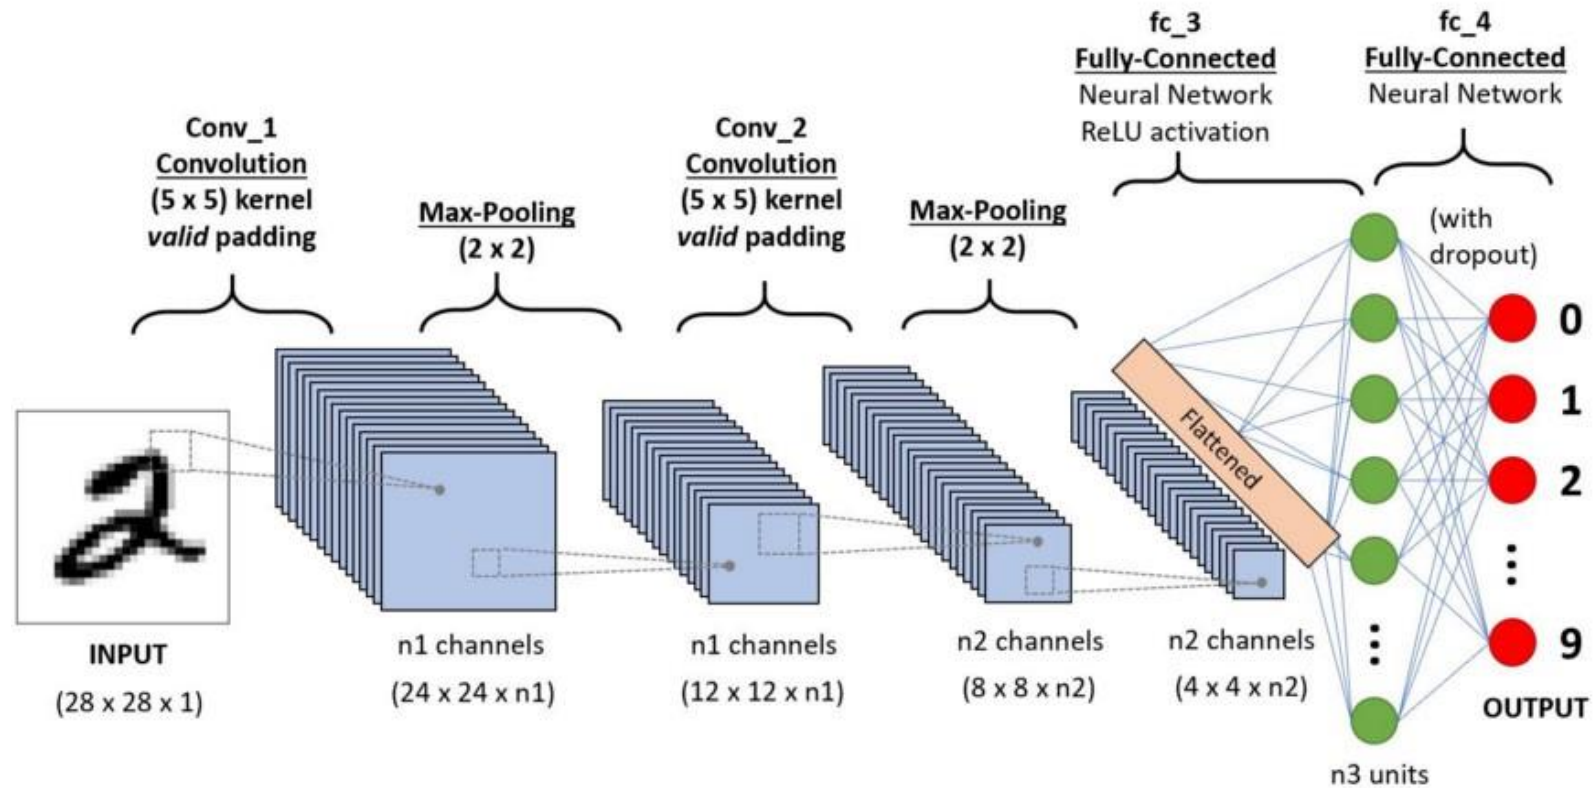 Conv_1
Convolution
(5 x 5) kernel
valid padding
Max-Pooling
(2 x 2)
Conv_2
Convolution
(5 x 5) kernel
valid padding
Max-Pooling
(2 x 2)
fc_3
Fully-Connected
Neural Network
ReLU activation
fc_4
Fully-Connected
Neural Network
(with
dropout)
Flattened
0
1
2
9
INPUT
(28 x 28 x 1)
n1 channels
(24 x 24 x n1)
n1 channels
(12 x 12 x n1)
n2 channels
(8 x 8 x n2)
n2 channels
(4 x 4 x n2)
n3 units
OUTPUT
2